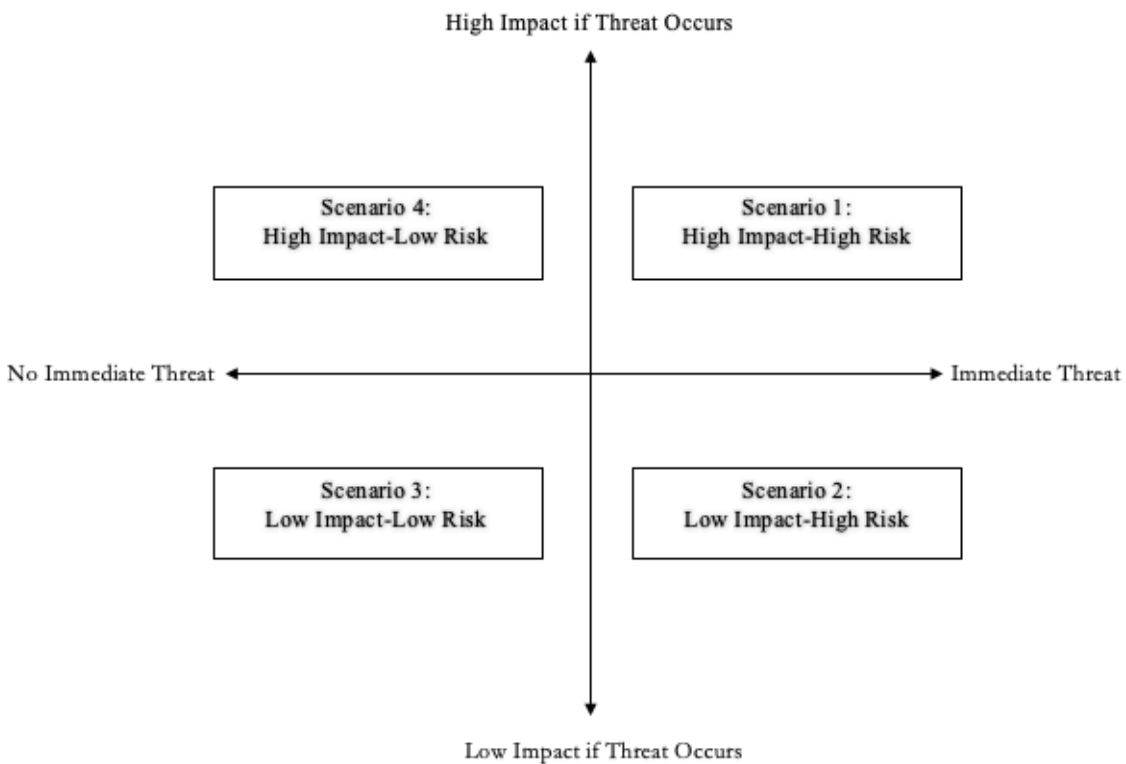 High Impact if Threat Occurs
Scenario 4:
High Impact-Low Risk
Scenario 1:
High Impact-High Risk
No Immediate Threat
Immediate Threat
Scenario 3:
Low Impact-Low Risk
Scenario 2:
Low Impact-High Risk
Low Impact if Threat Occurs